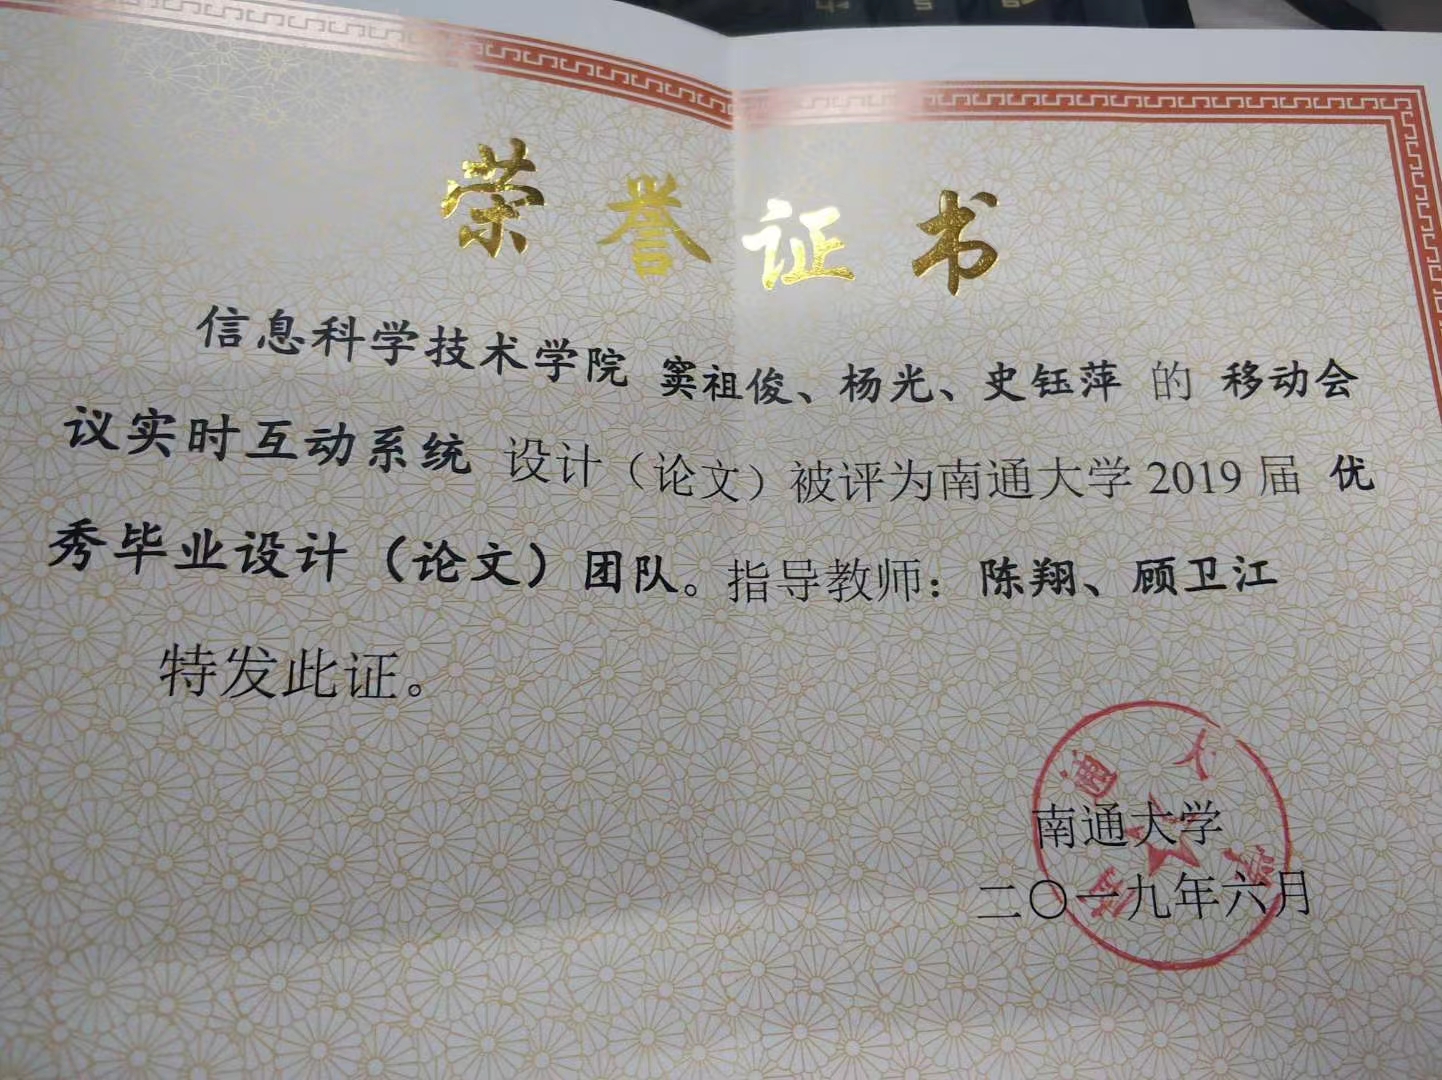 荣誉证书
信息科学技术学院 窦祖俊、杨光、史钰萍 的 移动会
议实时互动系统 设计（论文）被评为南通大学 2019 届 优
秀毕业设计（论文）团队。指导教师：陈翔、顾卫江
特发此证。
南通大学
二〇一九年六月
南通大学